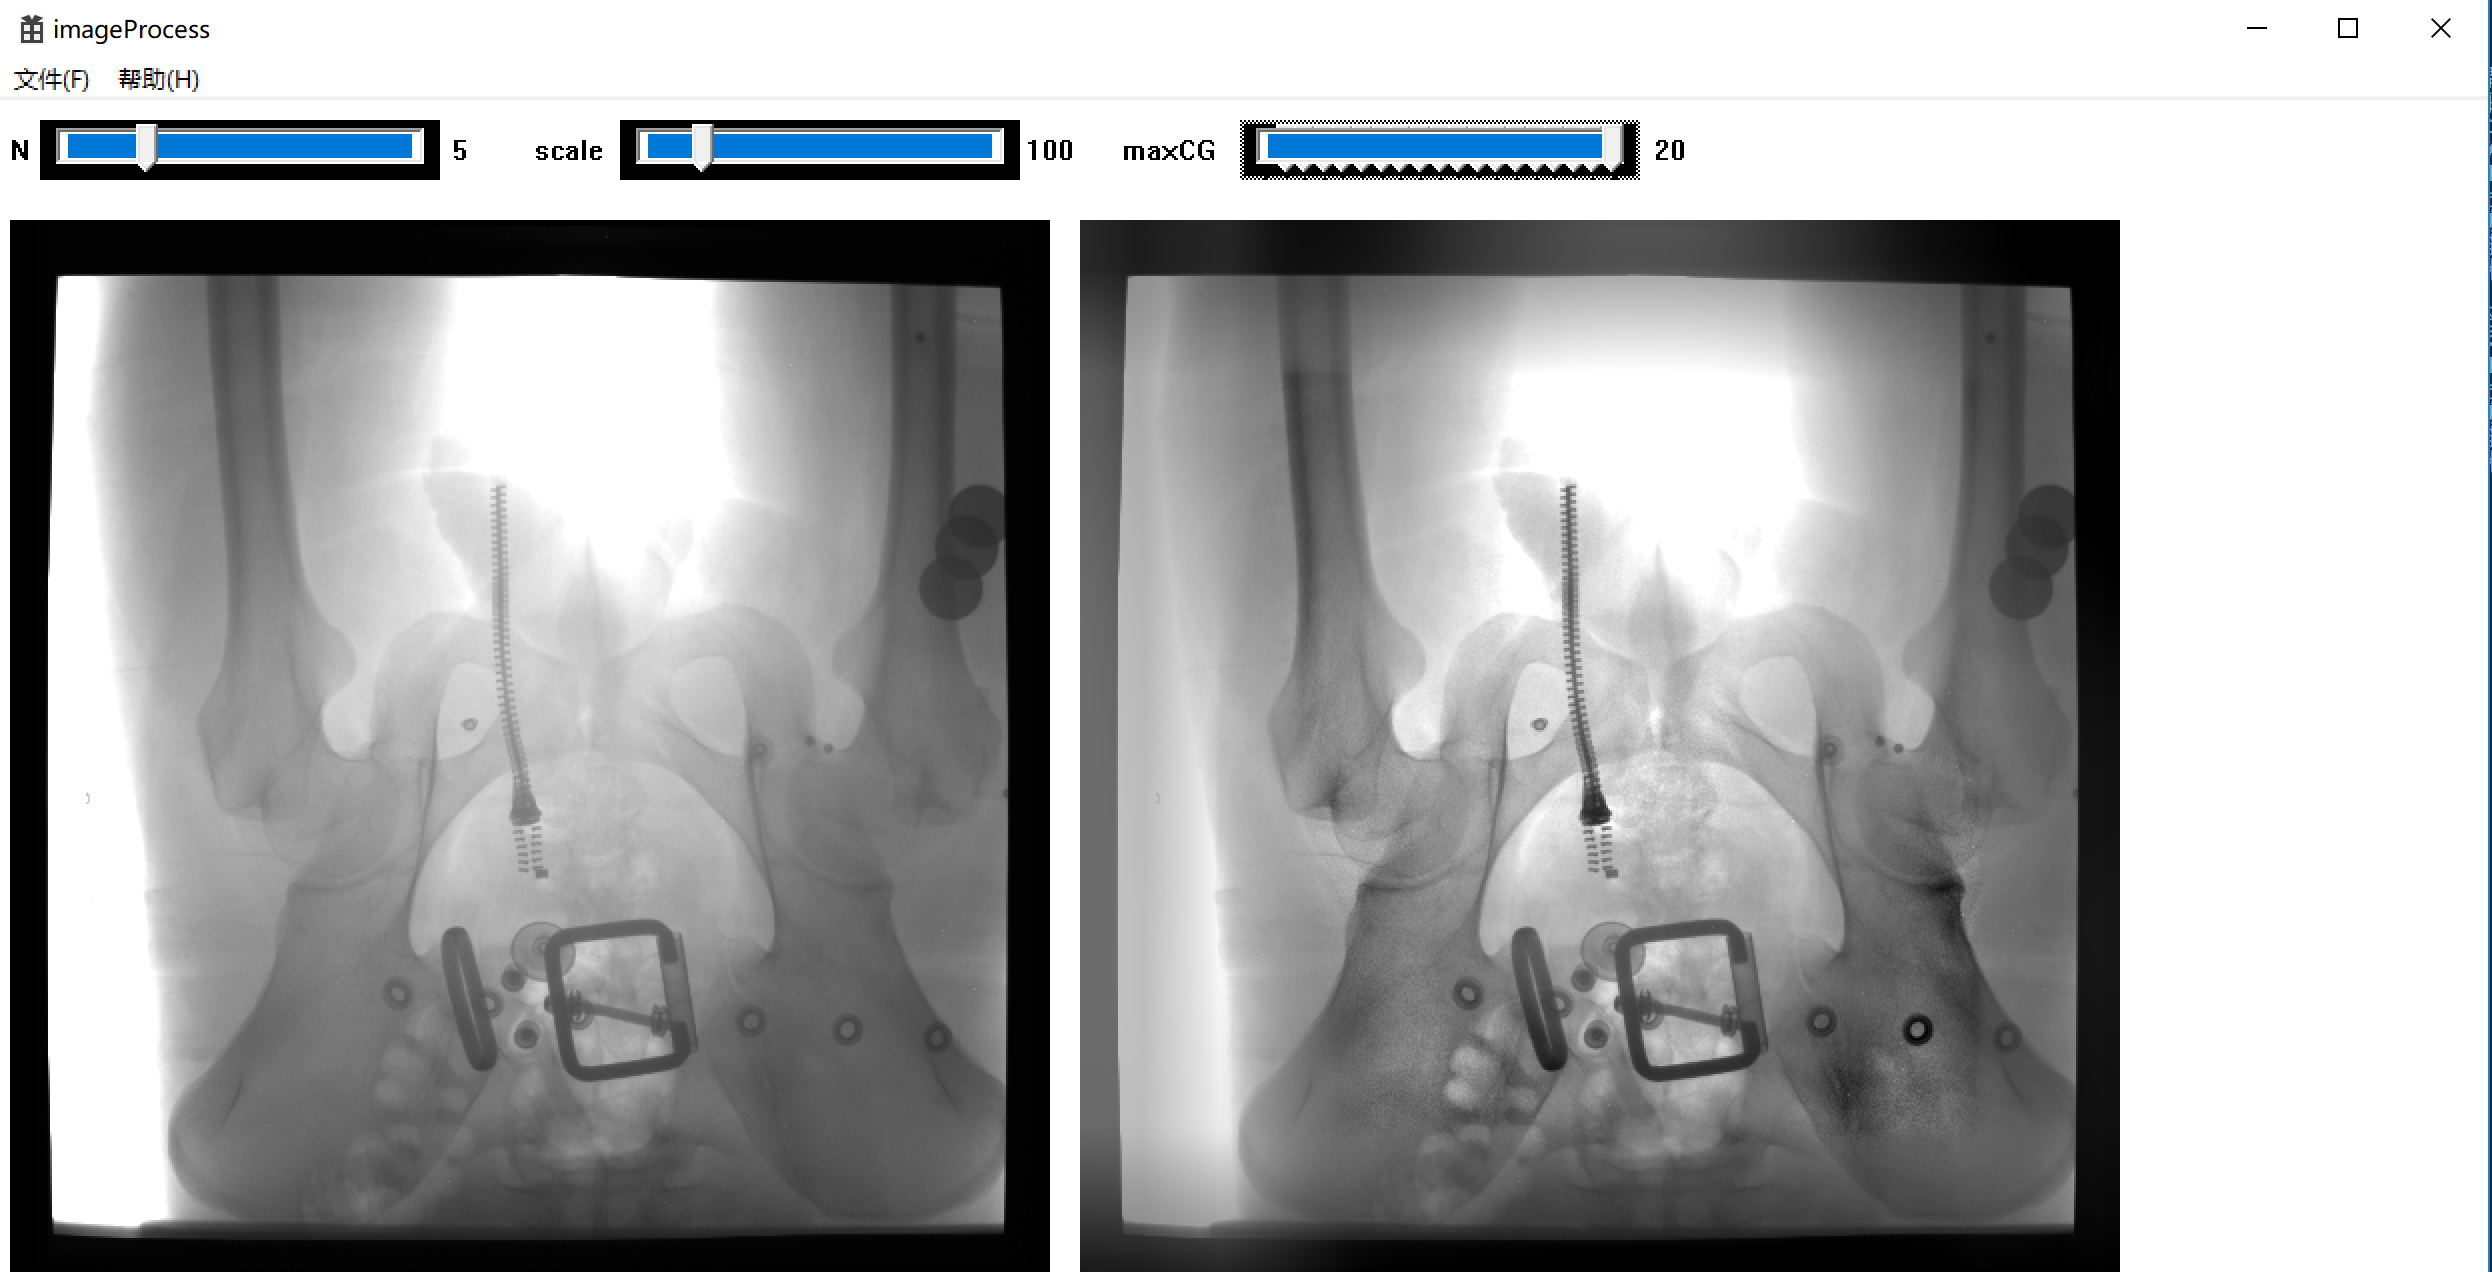 imageProcess
文件(F) 帮助(H)
N 5 scale 100 maxCG 20